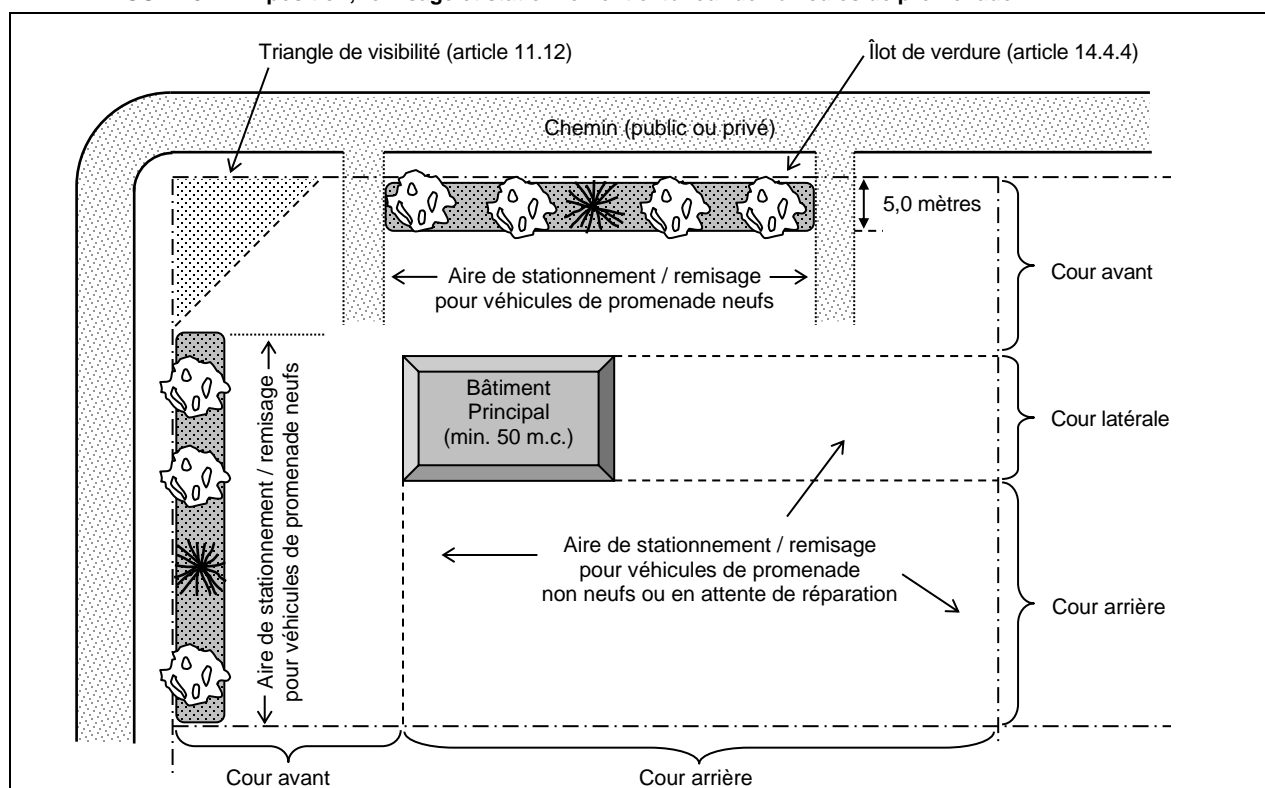 Triangle de visibilité (article 11.12)
Îlot de verdure (article 14.4.4)
Chemin (public ou privé)
5,0 mètres
Cour avant
Aire de stationnement / remisage
pour véhicules de promenade neufs
Aire de stationnement / remisage
pour véhicules de promenade neufs
Bâtiment
Principal
(min. 50 m.c.)
Cour latérale
Aire de stationnement / remisage
pour véhicules de promenade
non neufs ou en attente de réparation
Cour arrière
Cour avant
Cour arrière